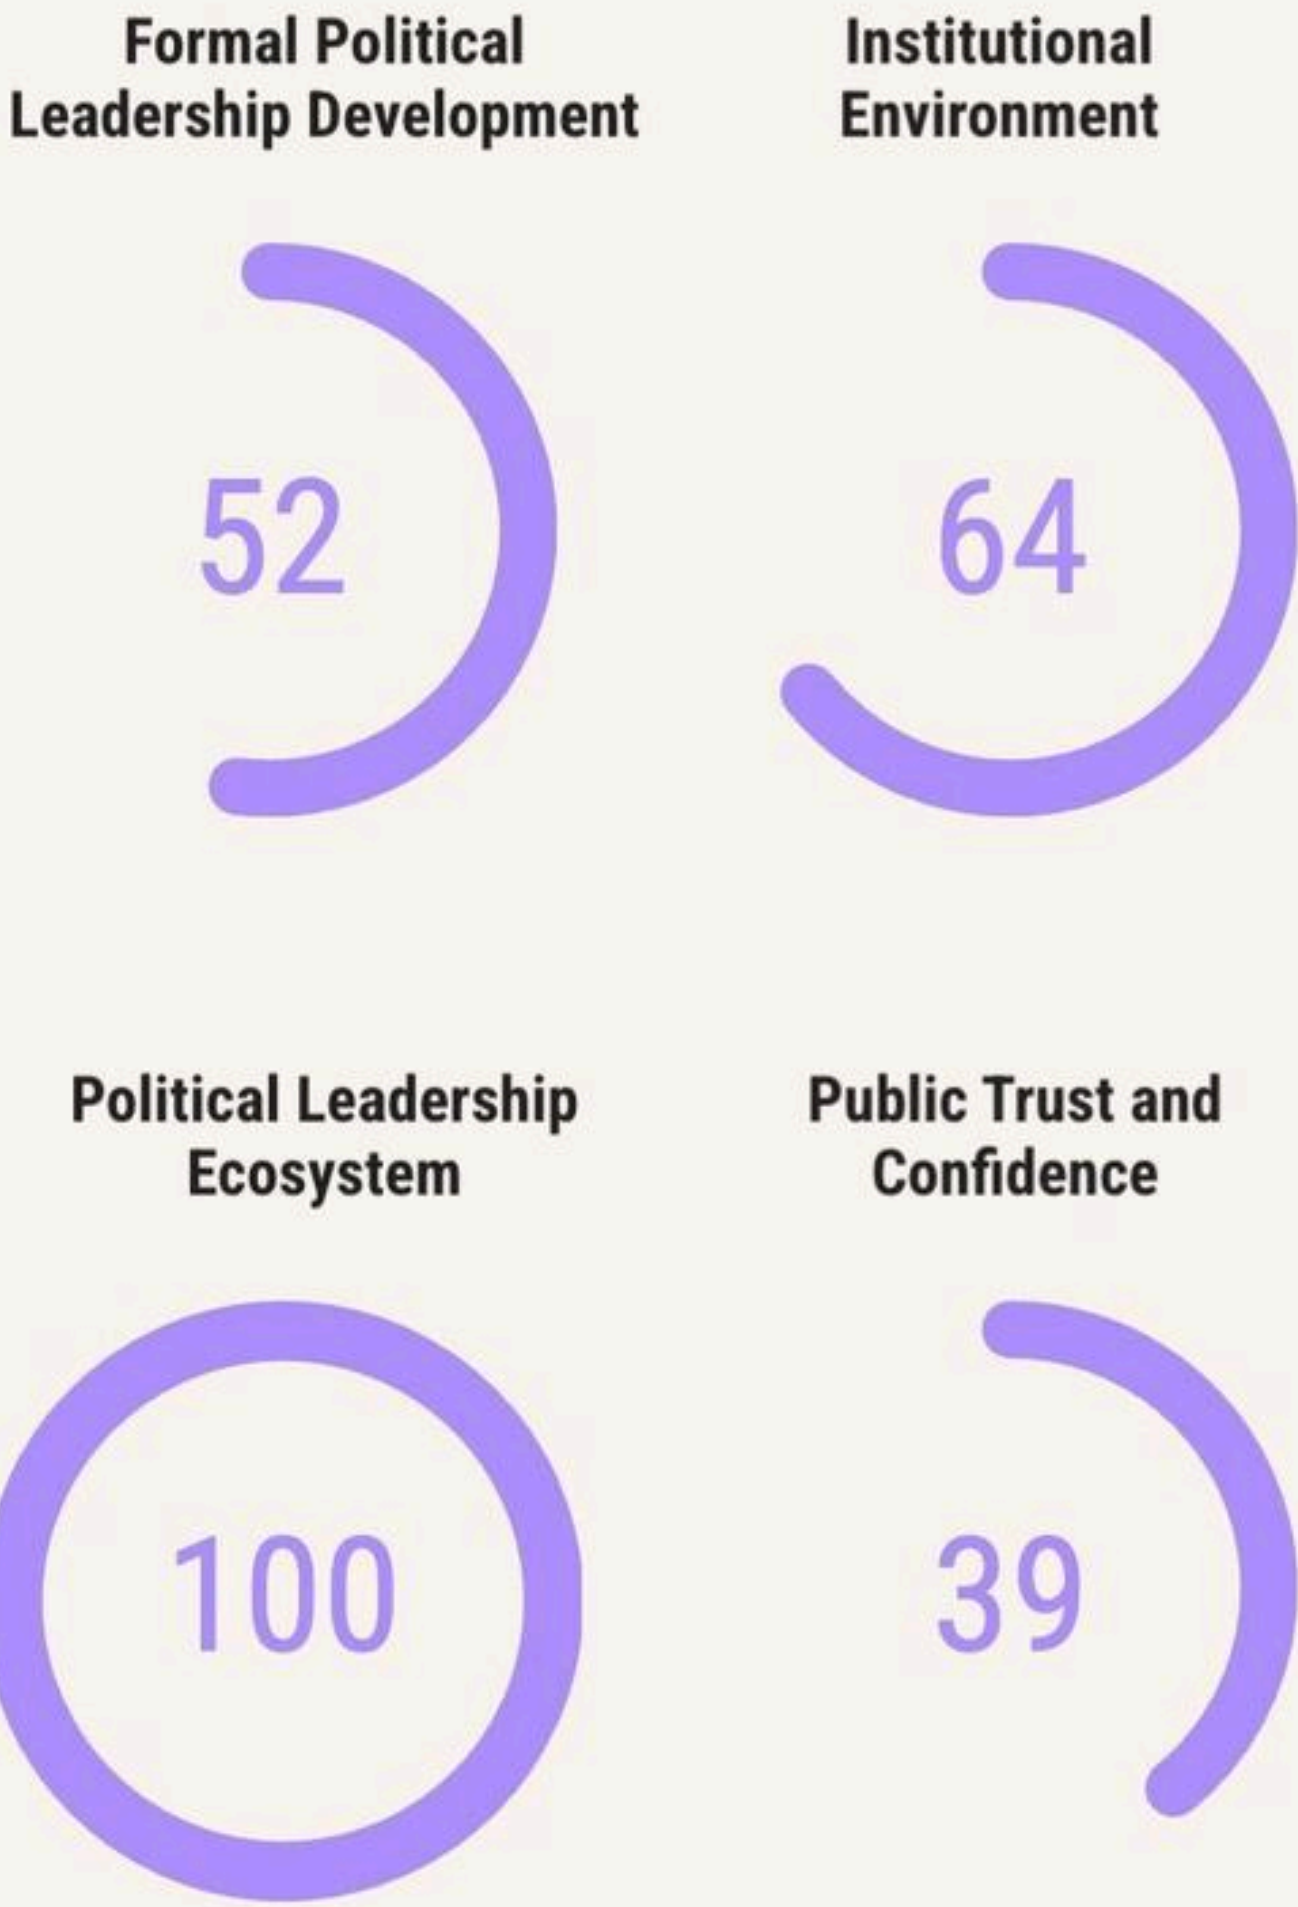 Formal Political
Leadership Development
52
Institutional
Environment
64
Political Leadership
Ecosystem
100
Public Trust and
Confidence
39